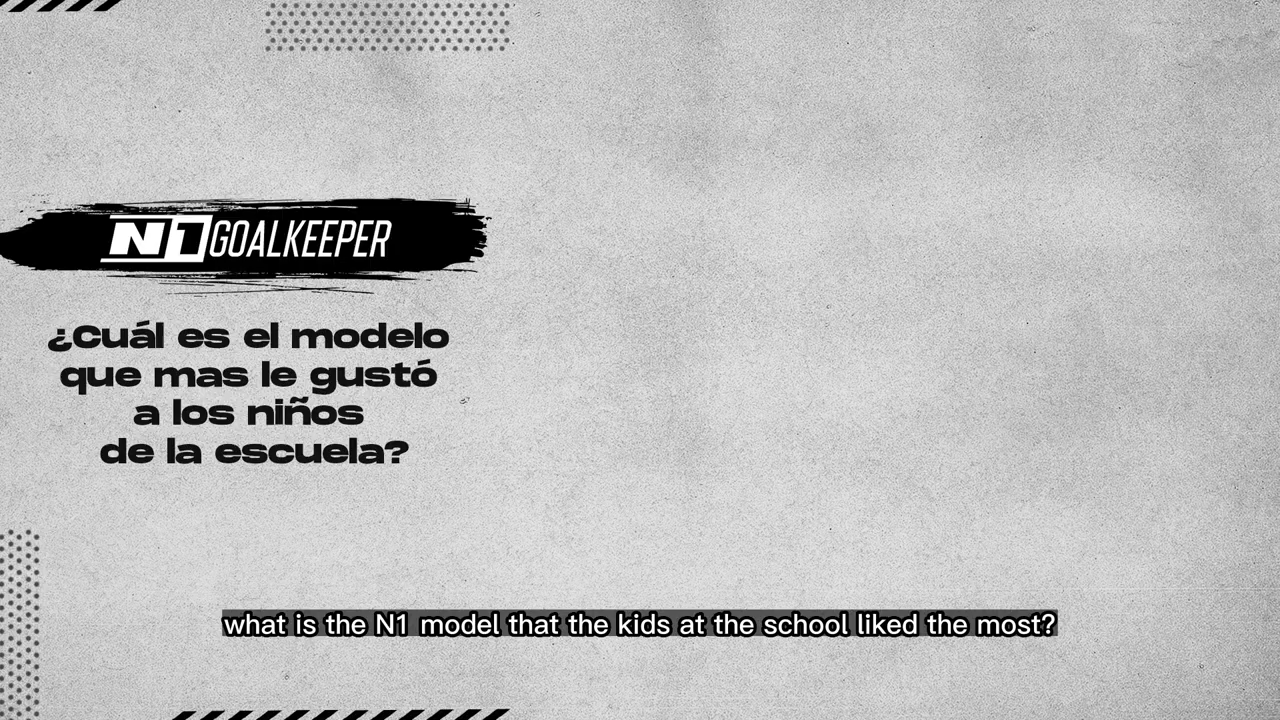 N1 GOALKEEPER
¿Cuál es el modelo
que mas le gustó
a los niños
de la escuela?
what is the N1 model that the kids at the school liked the most?